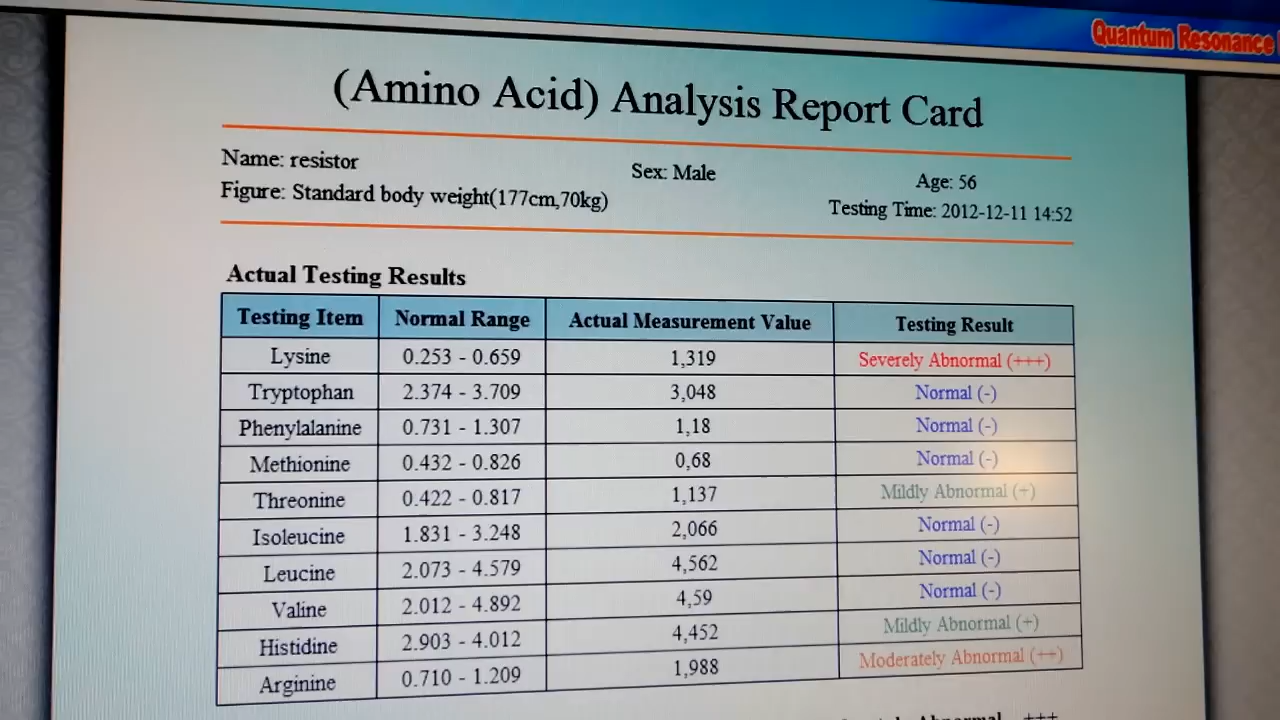 Quantum Resonance
(Amino Acid) Analysis Report Card
Name: resistor Sex: Male Age: 56
Figure: Standard body weight(177cm,70kg) Testing Time: 2012-12-11 14:52
Actual Testing Results
Testing Item Normal Range Actual Measurement Value Testing Result
Lysine 0.253 - 0.659 1,319 Severely Abnormal (+++)
Tryptophan 2.374 - 3.709 3,048 Normal (-)
Phenylalanine 0.731 - 1.307 1,18 Normal (-)
Methionine 0.432 - 0.826 0,68 Normal (-)
Threonine 0.422 - 0.817 1,137 Mildly Abnormal (+)
Isoleucine 1.831 - 3.248 2,066 Normal (-)
Leucine 2.073 - 4.579 4,562 Normal (-)
Valine 2.012 - 4.892 4,59 Normal (-)
Histidine 2.903 - 4.012 4,452 Mildly Abnormal (+)
Arginine 0.710 - 1.209 1,988 Moderately Abnormal (++)